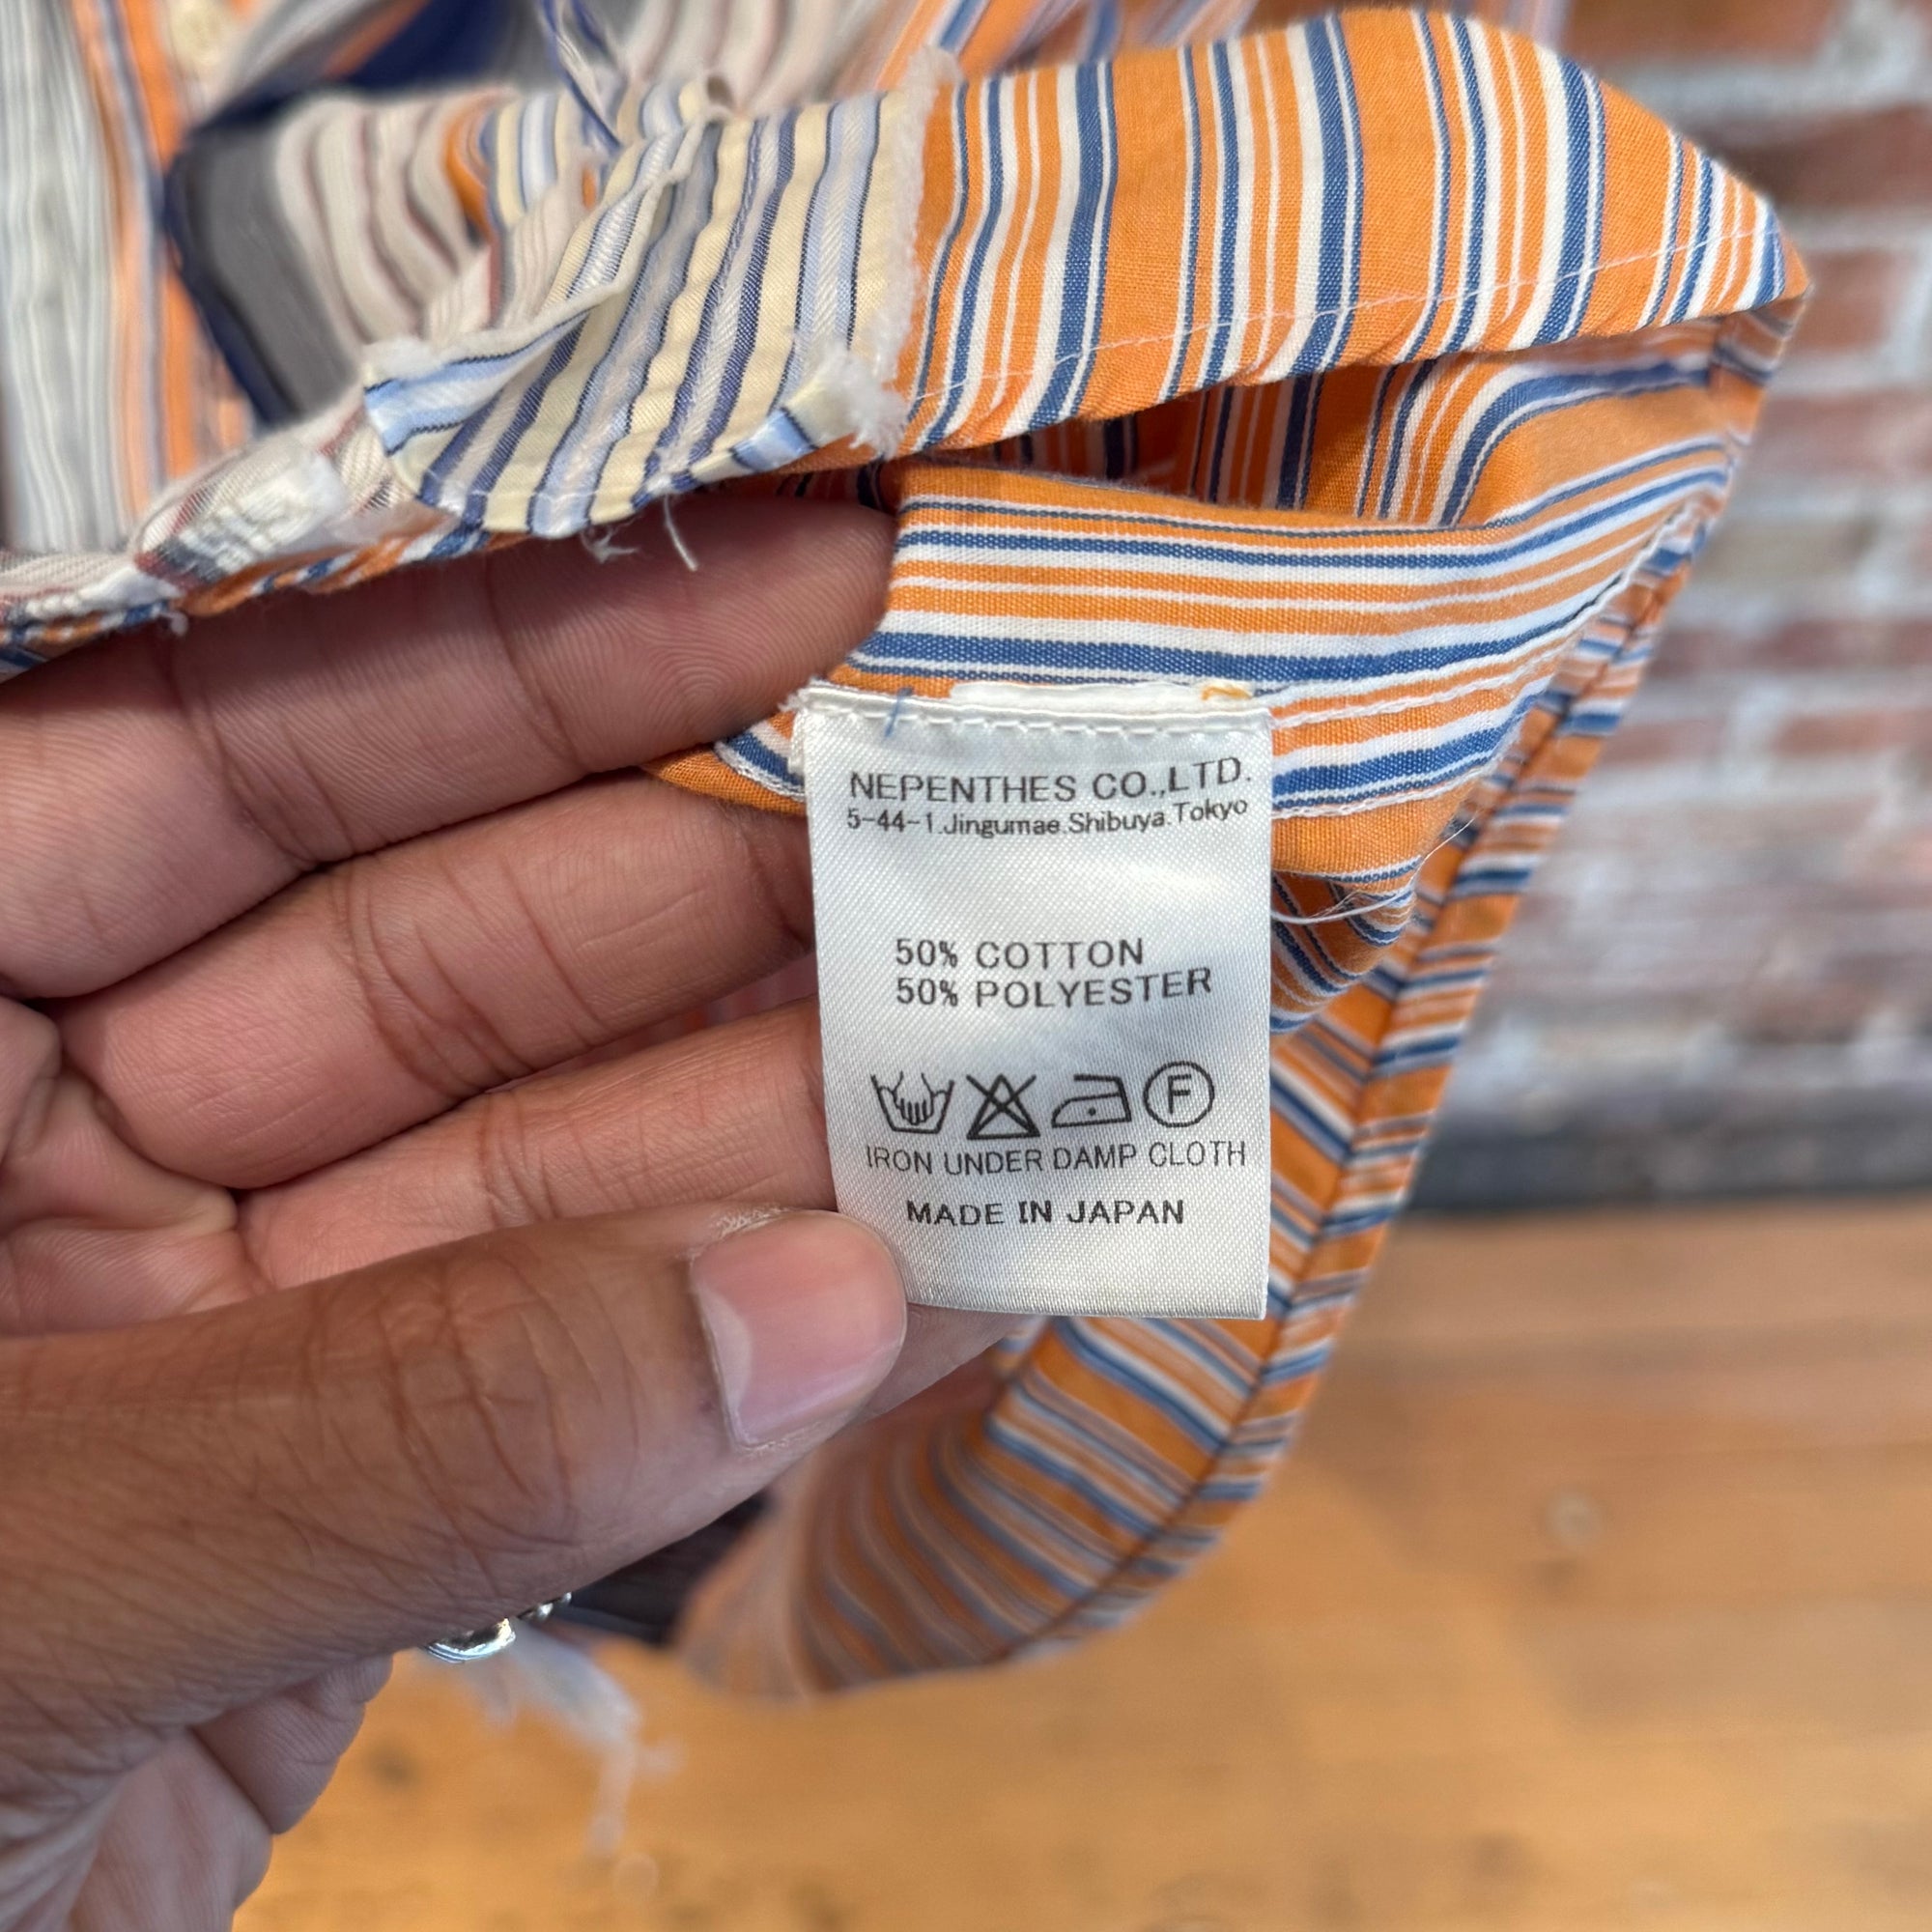 NEPENTHES CO.,LTD.
5-44-1.Jingumae.Shibuya.Tokyo
50% COTTON
50% POLYESTER
F
IRON UNDER DAMP CLOTH
MADE IN JAPAN